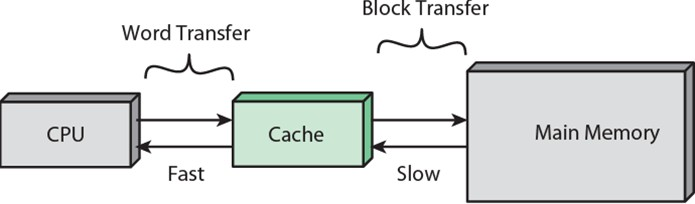 Word Transfer
Block Transfer
CPU
Cache
Main Memory
Fast
Slow